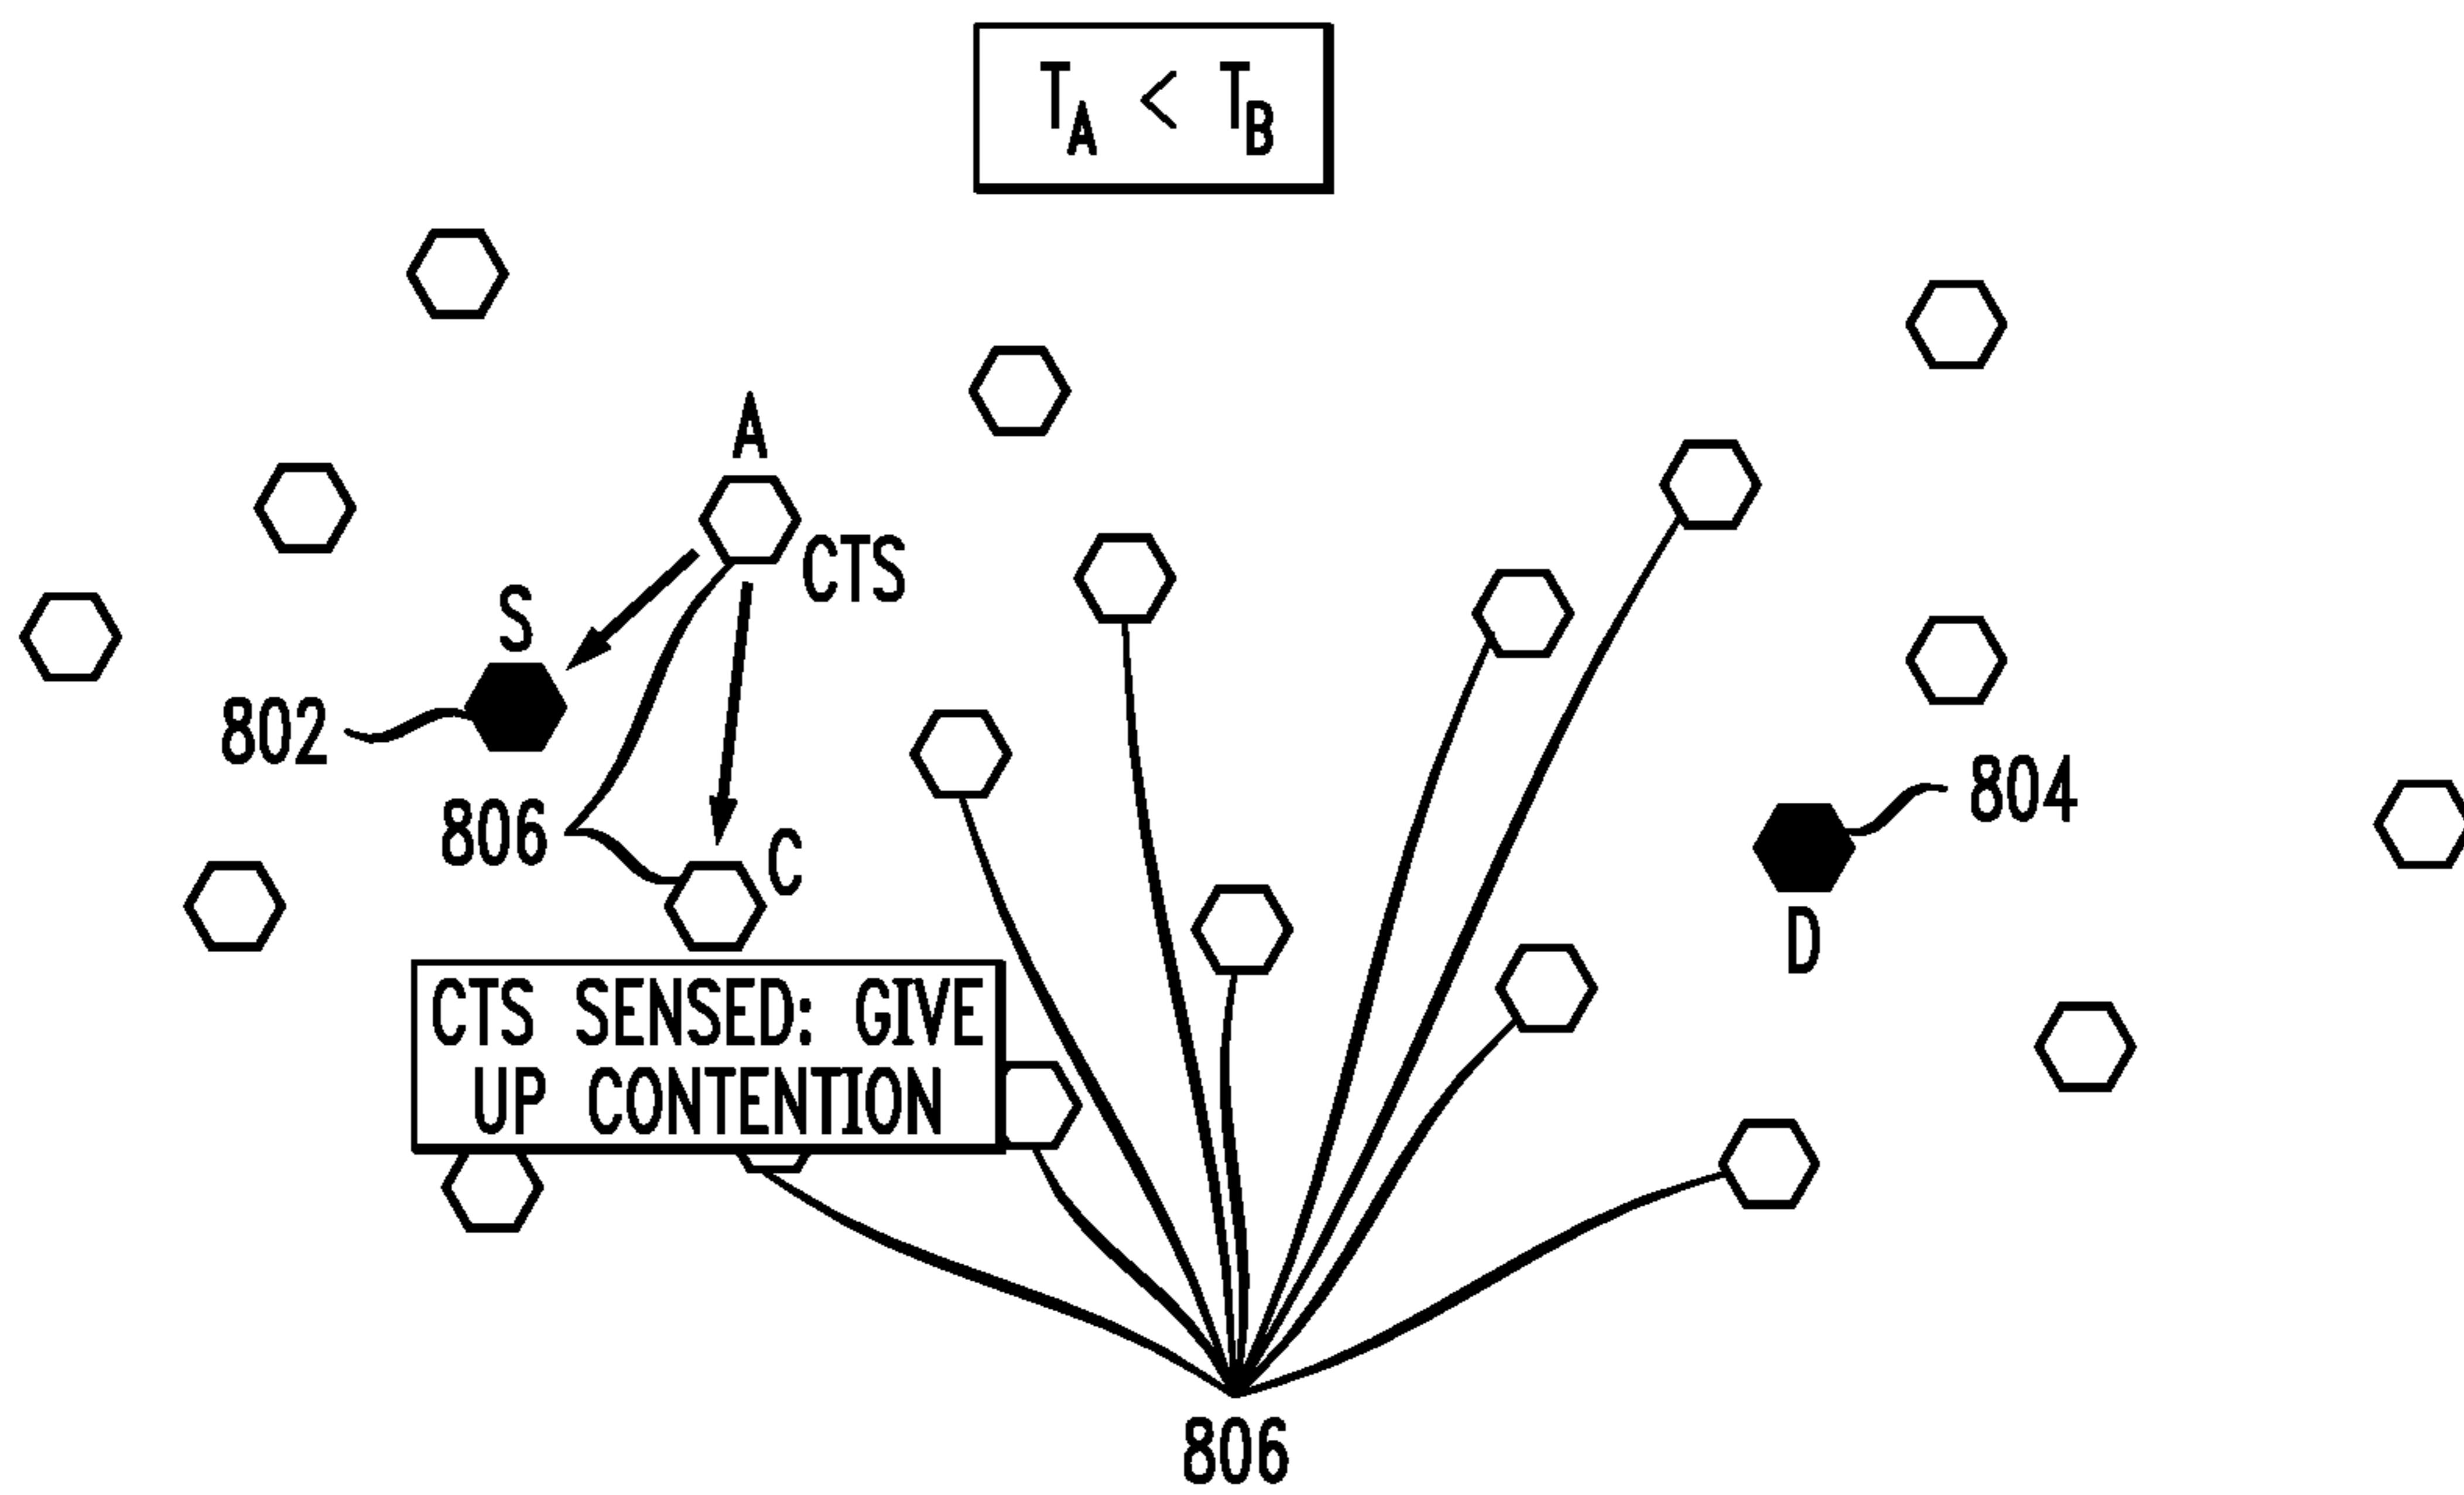 TA < TB
A
CTS
S
802
804
806
C
D
CTS SENSED: GIVE
UP CONTENTION
806